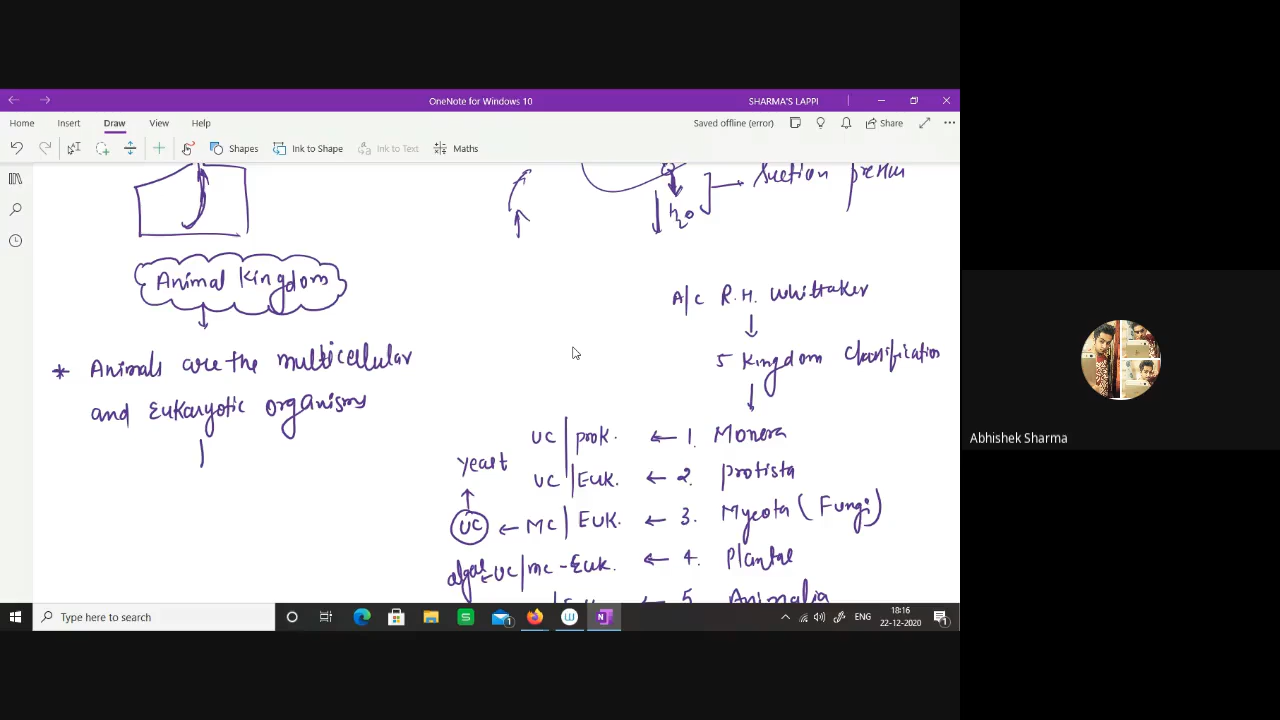 OneNote for Windows 10
SHARMA'S LAPPI
Home Insert Draw View Help
Saved offline (error) Share
Shapes Ink to Shape Ink to Text Maths
Suction
h2o
Animal Kingdom
* Animals are the multicellular
and Eukaryotic organisms
A/c R.H. Whittaker
5 Kingdom Classification
UC | prok. ← 1. Monera
yeast
UC | Euk. ← 2. Protista
UC ← MC | Euk. ← 3. Mycota (Fungi)
algae ← UC | mc - Euk. ← 4. Plantae
← 5. Animalia
Abhishek Sharma
Type here to search
1
ENG
18:16
22-12-2020
1